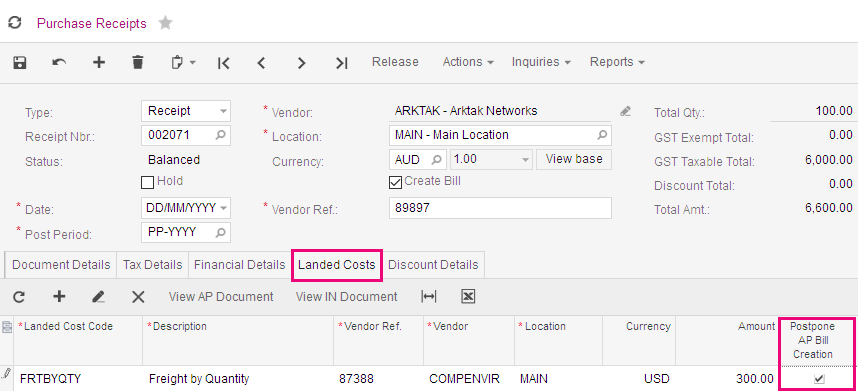 Purchase Receipts
Release Actions Inquiries Reports
Type: Receipt * Vendor: ARKTAK - Arktak Networks Total Qty.: 100.00
Receipt Nbr.: 002071 * Location: MAIN - Main Location GST Exempt Total: 0.00
Status: Balanced Currency: AUD 1.00 View base GST Taxable Total: 6,000.00
Hold Create Bill Discount Total: 0.00
* Date: DD/MM/YYYY * Vendor Ref.: 89897 Total Amt.: 6,600.00
* Post Period: PP-YYYY
Document Details Tax Details Financial Details Landed Costs Discount Details
View AP Document View IN Document
* Landed Cost Code * Description * Vendor Ref. * Vendor * Location Currency Amount Postpone
AP Bill
Creation
FRTBYQTY Freight by Quantity 87388 COMPENVIR MAIN USD 300.00